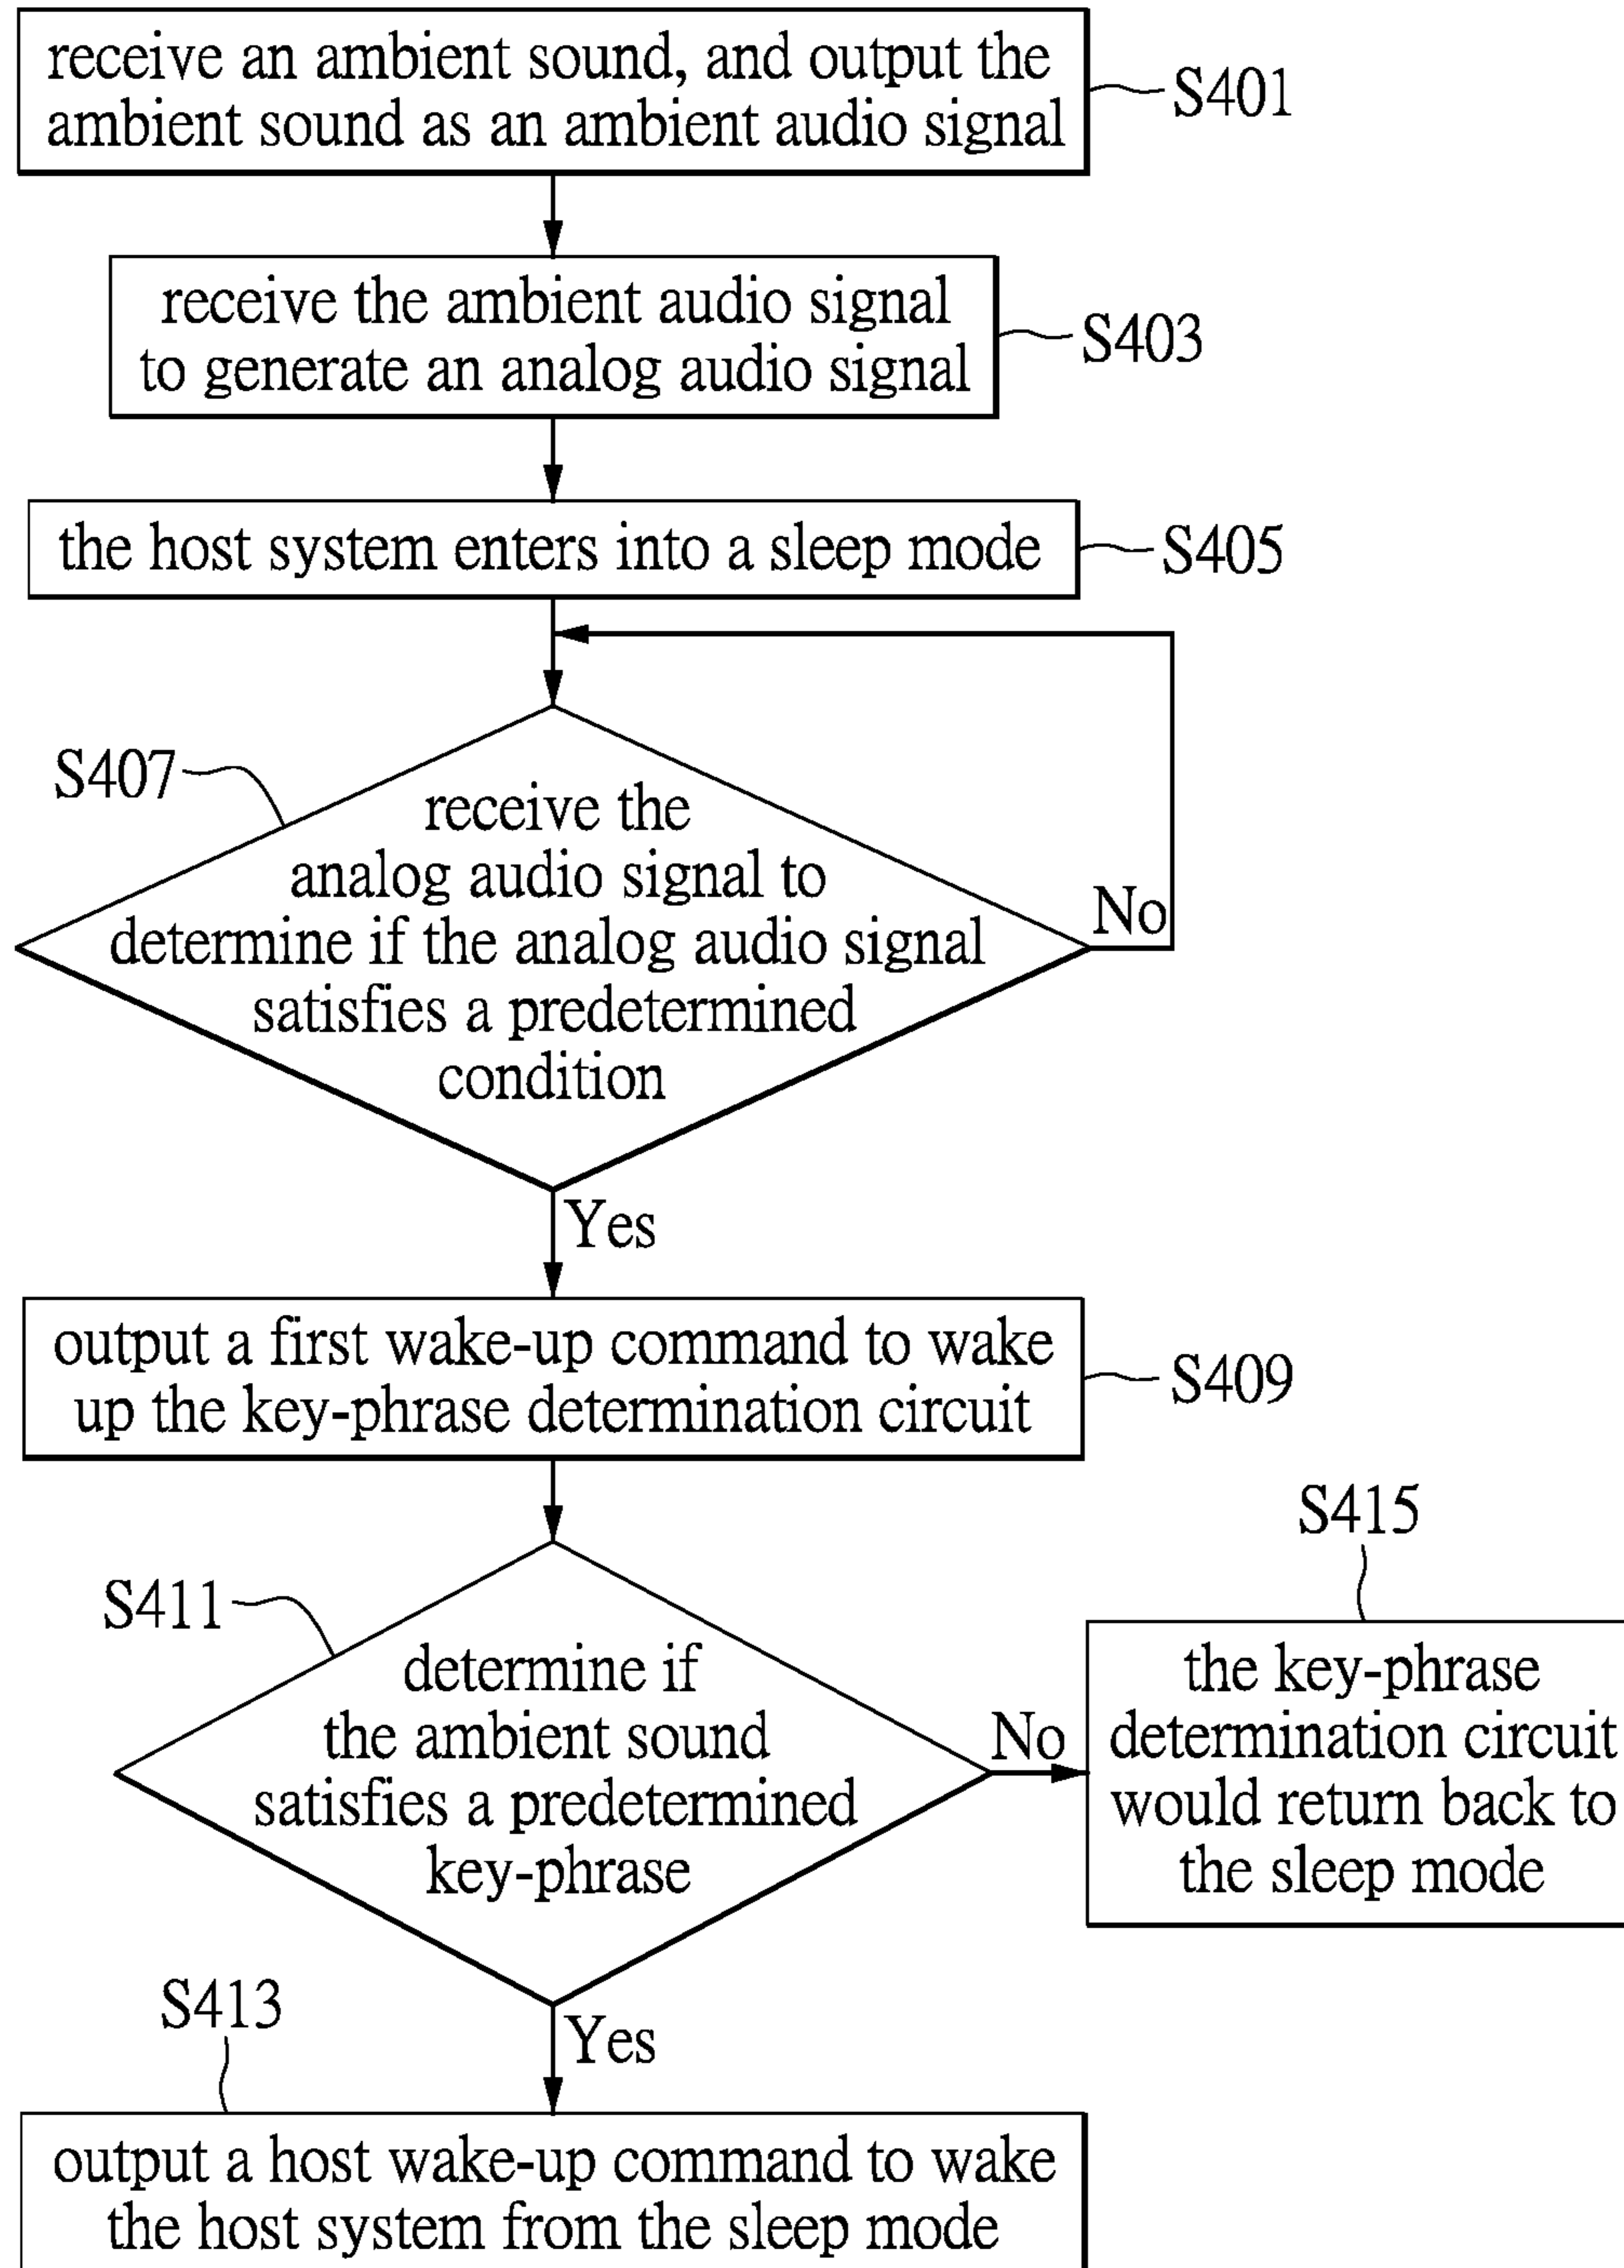 receive an ambient sound, and output the
ambient sound as an ambient audio signal
S401
receive the ambient audio signal
to generate an analog audio signal
S403
the host system enters into a sleep mode
S405
S407
receive the
analog audio signal to
determine if the analog audio signal
satisfies a predetermined
condition
No
Yes
output a first wake-up command to wake
up the key-phrase determination circuit
S409
S411
determine if
the ambient sound
satisfies a predetermined
key-phrase
No
S415
the key-phrase
determination circuit
would return back to
the sleep mode
Yes
S413
output a host wake-up command to wake
the host system from the sleep mode